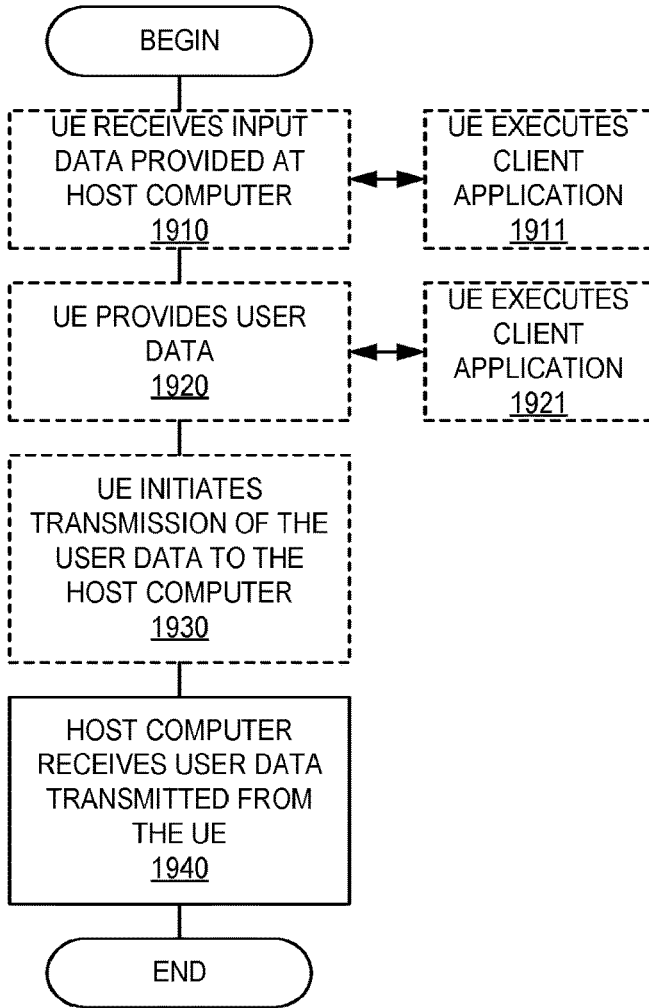 BEGIN
UE RECEIVES INPUT
DATA PROVIDED AT
HOST COMPUTER
1910
UE EXECUTES
CLIENT
APPLICATION
1911
UE PROVIDES USER
DATA
1920
UE EXECUTES
CLIENT
APPLICATION
1921
UE INITIATES
TRANSMISSION OF THE
USER DATA TO THE
HOST COMPUTER
1930
HOST COMPUTER
RECEIVES USER DATA
TRANSMITTED FROM
THE UE
1940
END